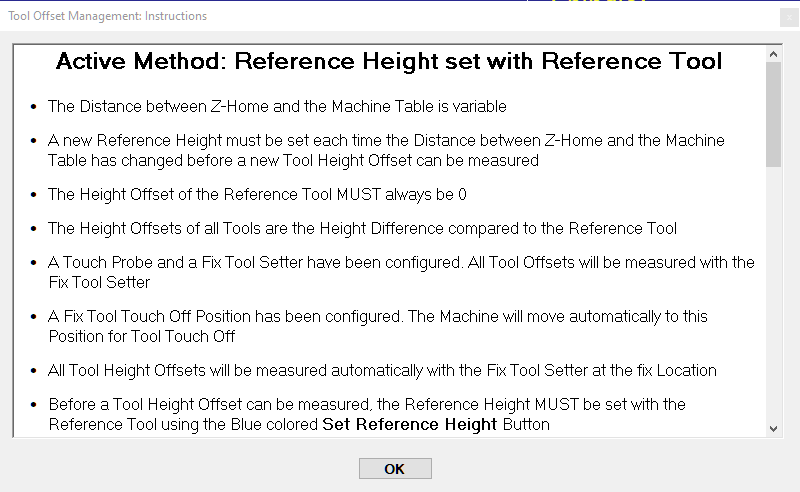 Tool Offset Management: Instructions
x
Active Method: Reference Height set with Reference Tool
• The Distance between Z-Home and the Machine Table is variable
• A new Reference Height must be set each time the Distance between Z-Home and the Machine
Table has changed before a new Tool Height Offset can be measured
• The Height Offset of the Reference Tool MUST always be 0
• The Height Offsets of all Tools are the Height Difference compared to the Reference Tool
• A Touch Probe and a Fix Tool Setter have been configured. All Tool Offsets will be measured with the
Fix Tool Setter
• A Fix Tool Touch Off Position has been configured. The Machine will move automatically to this
Position for Tool Touch Off
• All Tool Height Offsets will be measured automatically with the Fix Tool Setter at the fix Location
• Before a Tool Height Offset can be measured, the Reference Height MUST be set with the
Reference Tool using the Blue colored Set Reference Height Button
OK